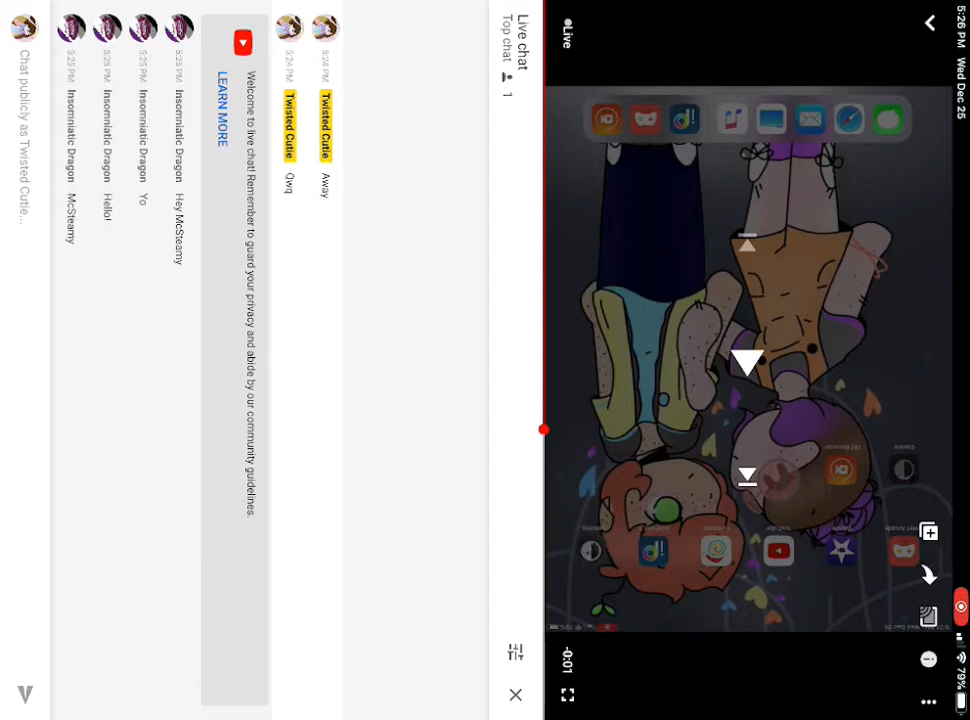 5:26 PM Wed Dec 25
79%
Live
-0:01
Live chat
Top chat 1
5:24 PM Twisted Cutie Away
5:24 PM Twisted Cutie Qwq
Welcome to live chat! Remember to guard your privacy and abide by our community guidelines.
LEARN MORE
5:25 PM Insomniatic Dragon Hey McSteamy
5:25 PM Insomniatic Dragon Yo
5:25 PM Insomniatic Dragon Hello!
5:25 PM Insomniatic Dragon McSteamy
Chat publicly as Twisted Cutie...